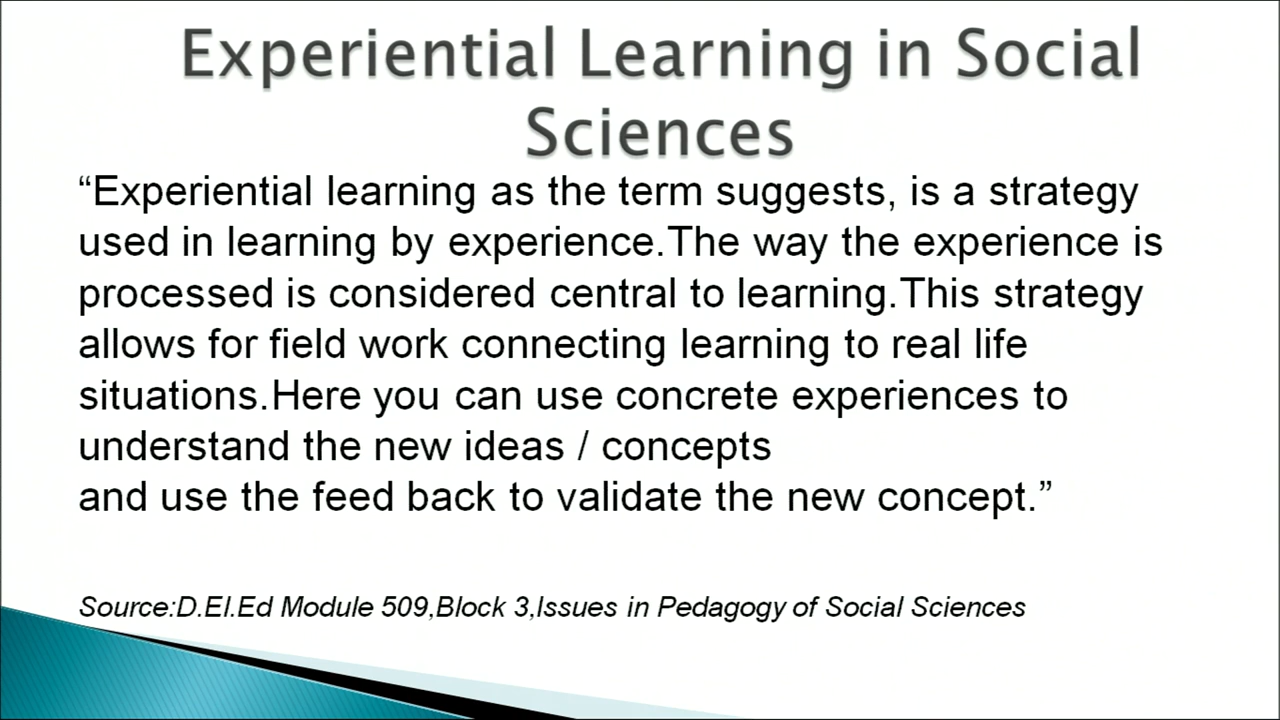 Experiential Learning in Social
Sciences
“Experiential learning as the term suggests, is a strategy
used in learning by experience.The way the experience is
processed is considered central to learning.This strategy
allows for field work connecting learning to real life
situations.Here you can use concrete experiences to
understand the new ideas / concepts
and use the feed back to validate the new concept.”
Source:D.El.Ed Module 509,Block 3,Issues in Pedagogy of Social Sciences